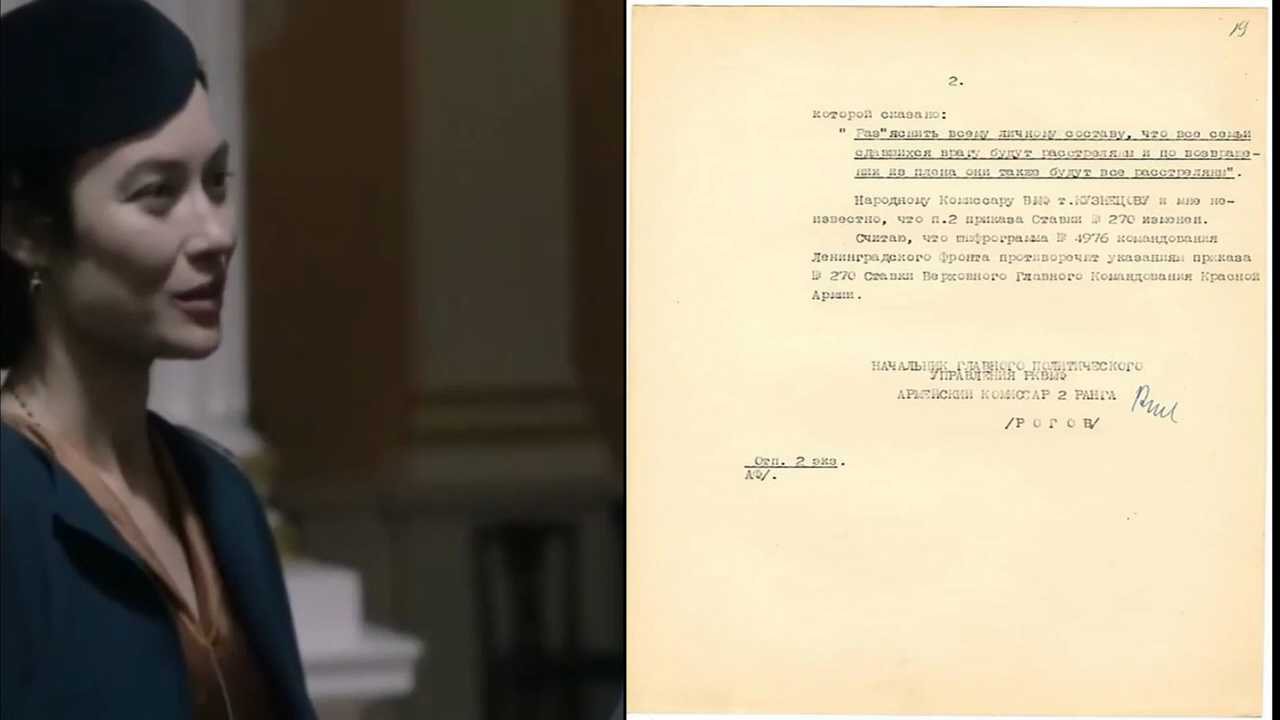 19
2.
которой сказано:
" Раз"яснить всему личному составу, что все семьи
сдавшихся врагу будут расстреляны и по возвраще-
нии из плена они также будут все расстреляны".
Народному Комиссару ВМФ т.КУЗНЕЦОВУ и мне не-
известно, что п.2 приказа Ставки № 270 изменен.
Считаю, что шифрограмма № 4976 командования
Ленинградского Фронта противоречит указаниям приказа
№ 270 Ставки Верховного Главного Командования Красной
Армии.
НАЧАЛЬНИК ГЛАВНОГО ПОЛИТИЧЕСКОГО
УПРАВЛЕНИЯ РКВМФ
АРМЕЙСКИЙ КОМИССАР 2 РАНГА
/Р О Г О В/
Отп. 2 экз.
АФ/.